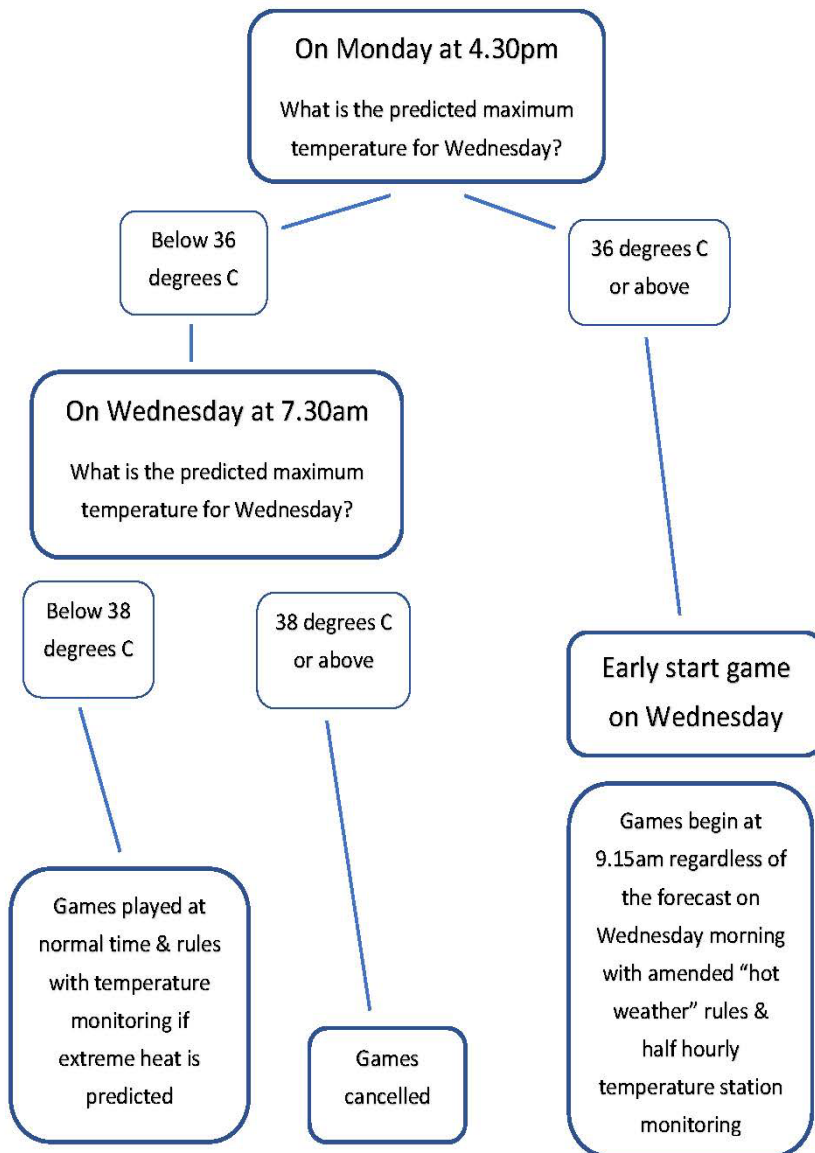 On Monday at 4.30pm
What is the predicted maximum
temperature for Wednesday?
Below 36
degrees C
36 degrees C
or above
On Wednesday at 7.30am
What is the predicted maximum
temperature for Wednesday?
Below 38
degrees C
38 degrees C
or above
Early start game
on Wednesday
Games played at
normal time & rules
with temperature
monitoring if
extreme heat is
predicted
Games
cancelled
Games begin at
9.15am regardless of
the forecast on
Wednesday morning
with amended “hot
weather” rules &
half hourly
temperature station
monitoring